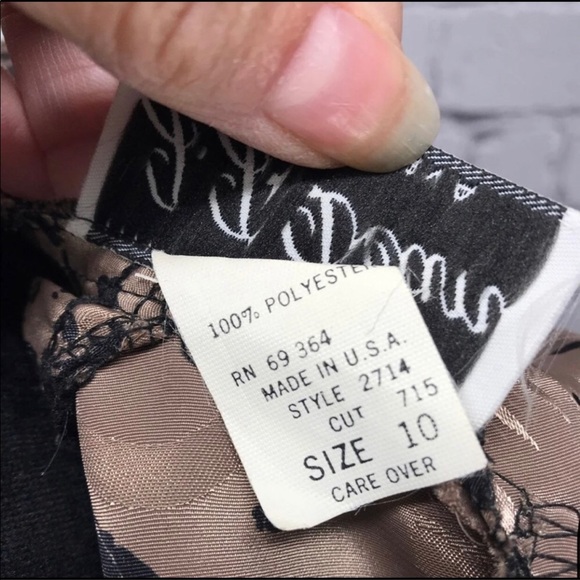 100% POLYESTER
RN 69 364
MADE IN U.S.A.
STYLE 2714
CUT 715
SIZE 10
CARE OVER